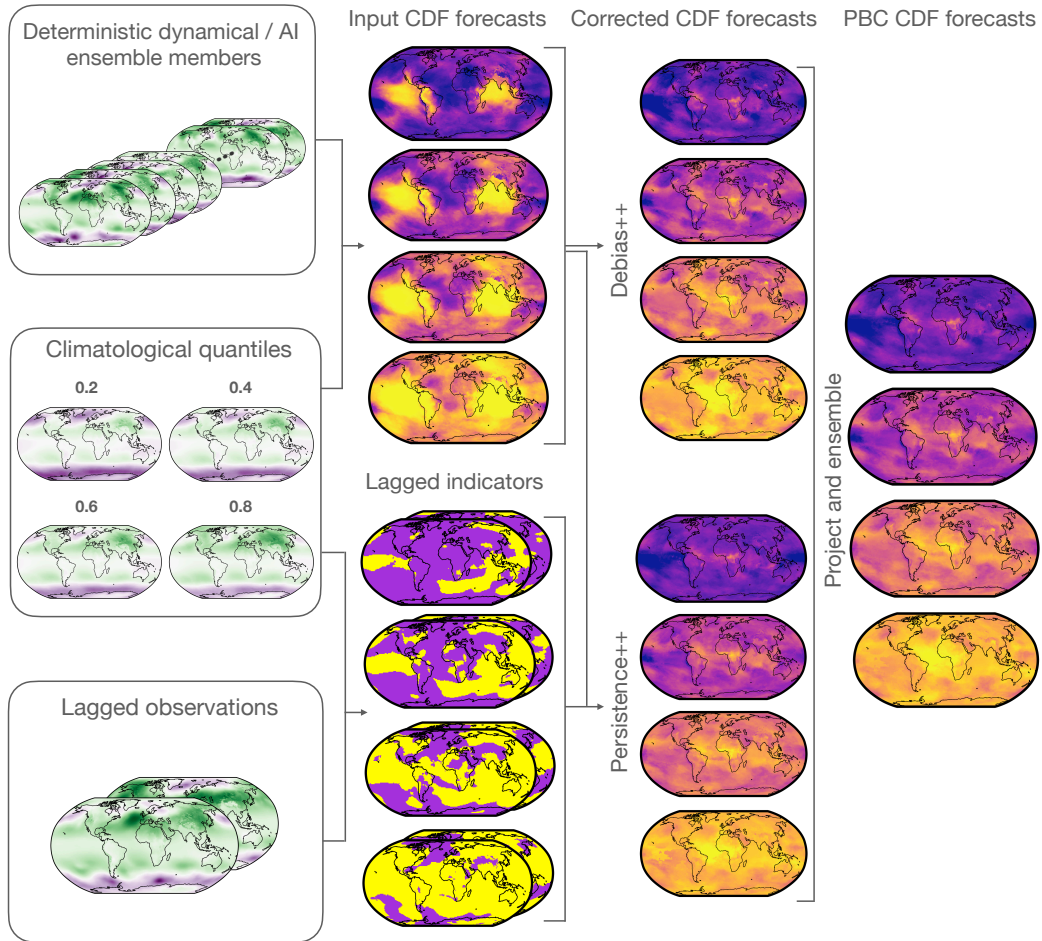 Deterministic dynamical / AI
ensemble members
Input CDF forecasts
Corrected CDF forecasts
PBC CDF forecasts
Debias++
Climatological quantiles
0.2
0.4
0.6
0.8
Lagged indicators
Project and ensemble
Persistence++
Lagged observations